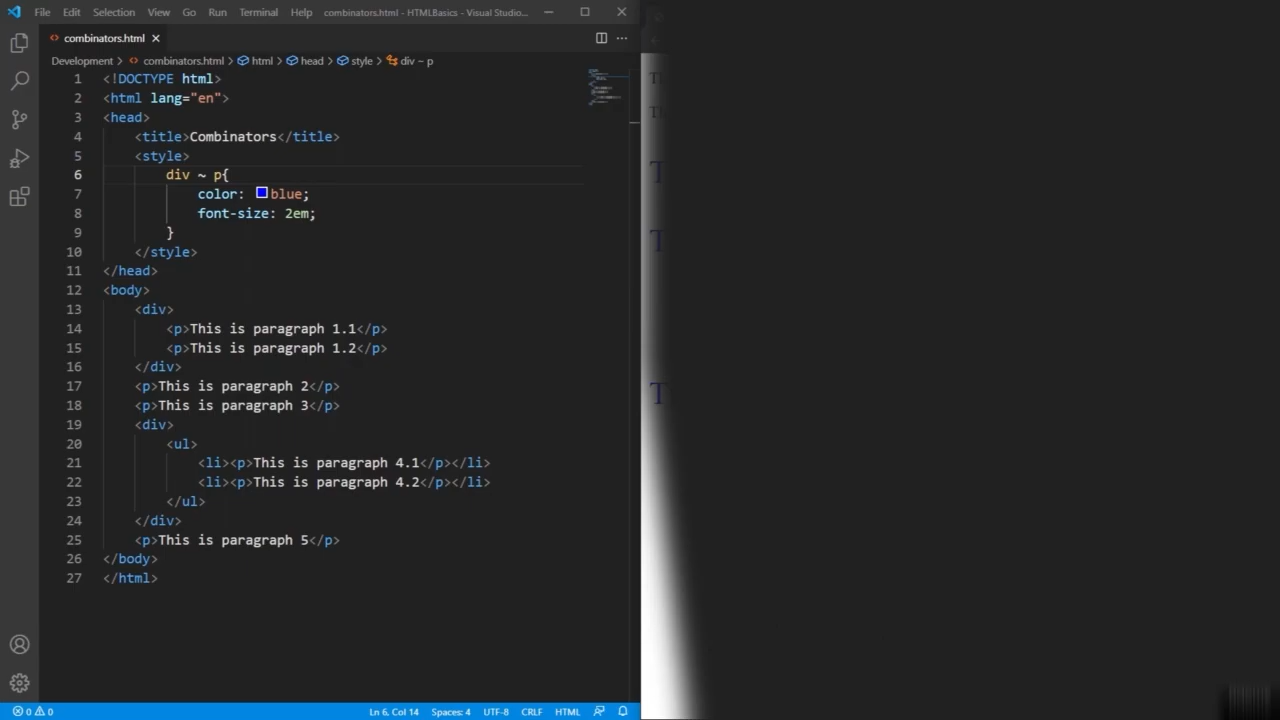 File Edit Selection View Go Run Terminal Help combinators.html - HTMLBasics - Visual Studio...
combinators.html
Development > combinators.html > html > head > style > div ~ p
1 <!DOCTYPE html>
2 <html lang="en">
3 <head>
4 <title>Combinators</title>
5 <style>
6 div ~ p{
7 color: blue;
8 font-size: 2em;
9 }
10 </style>
11 </head>
12 <body>
13 <div>
14 <p>This is paragraph 1.1</p>
15 <p>This is paragraph 1.2</p>
16 </div>
17 <p>This is paragraph 2</p>
18 <p>This is paragraph 3</p>
19 <div>
20 <ul>
21 <li><p>This is paragraph 4.1</p></li>
22 <li><p>This is paragraph 4.2</p></li>
23 </ul>
24 </div>
25 <p>This is paragraph 5</p>
26 </body>
27 </html>
0 0 Ln 6, Col 14 Spaces: 4 UTF-8 CRLF HTML